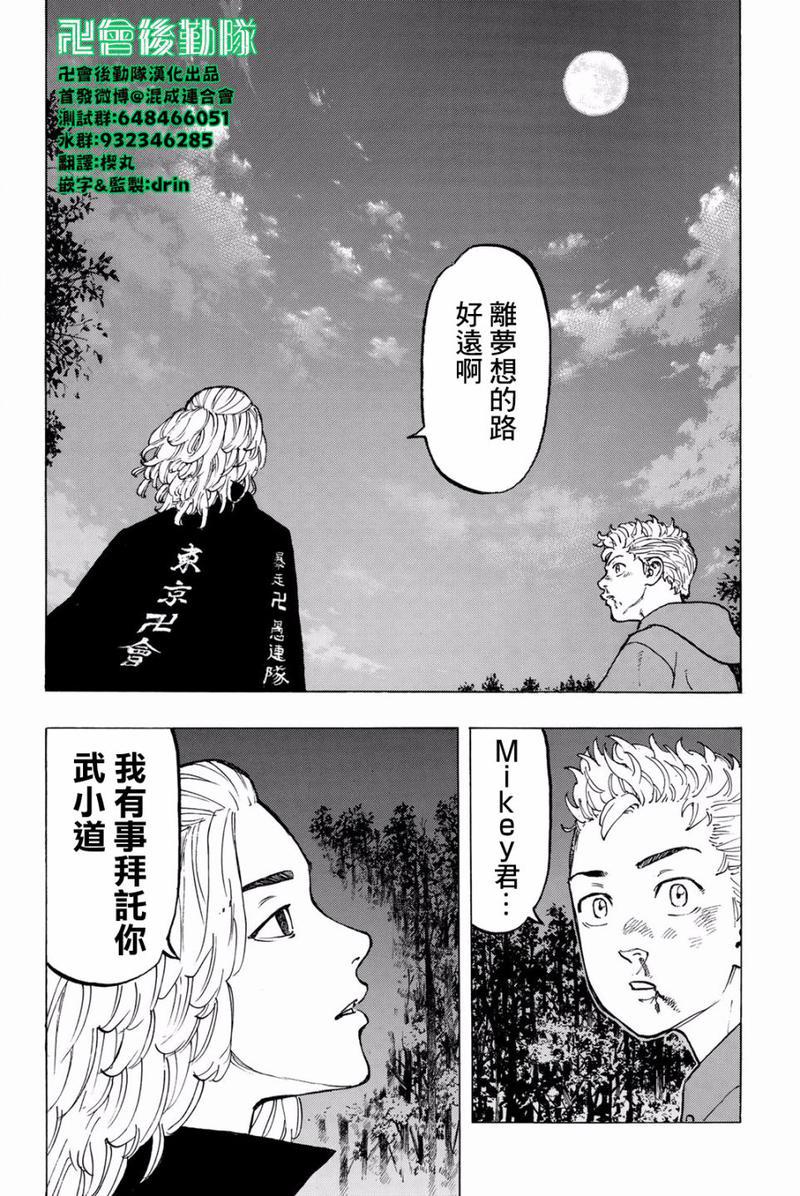 卍會後勤隊
卍會後勤隊漢化出品
首發微博@混成連合會
測試群:648466051
水群:932346285
翻譯:楔丸
嵌字&監製:drin
離夢想的路
好遠啊
暴走卍愚連隊
東京卍會
Mikey君…
我有事拜託你
武小道